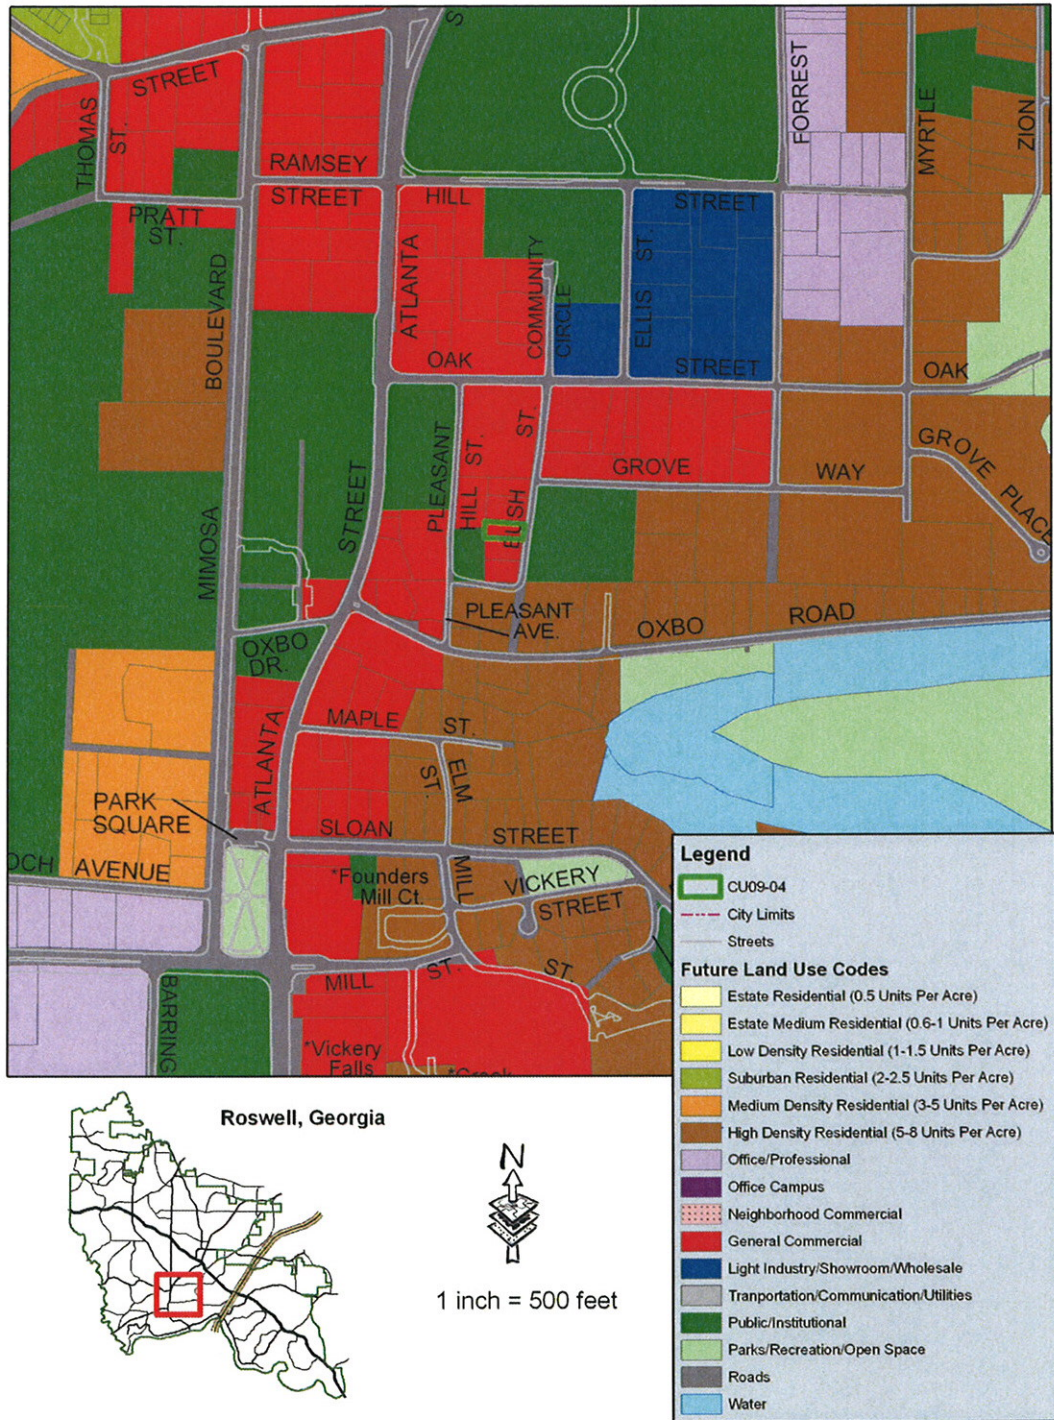 S
STREET
THOMAS
ST.
FORREST
MYRTLE
ZION
RAMSEY
STREET
HILL
STREET
PRATT
ST.
BOULEVARD
ATLANTA
COMMUNITY
CIRCLE
ELLIS ST.
OAK
STREET
OAK
PLEASANT
HILL ST.
BUSH ST.
GROVE
WAY
GROVE PLACE
STREET
MIMOSA
PLEASANT
AVE.
OXBO
ROAD
OXBO
DR.
MAPLE
ST.
ATLANTA
ELM
ST.
PARK
SQUARE
SLOAN
STREET
OCH AVENUE
*Founders
Mill Ct.
MILL
VICKERY
STREET
MILL
ST.
ST.
BARRING
*Vickery
Falls
*Creek
Legend
CU09-04
City Limits
Streets
Future Land Use Codes
Estate Residential (0.5 Units Per Acre)
Estate Medium Residential (0.6-1 Units Per Acre)
Low Density Residential (1-1.5 Units Per Acre)
Suburban Residential (2-2.5 Units Per Acre)
Medium Density Residential (3-5 Units Per Acre)
High Density Residential (5-8 Units Per Acre)
Office/Professional
Office Campus
Neighborhood Commercial
General Commercial
Light Industry/Showroom/Wholesale
Tranportation/Communication/Utilities
Public/Institutional
Parks/Recreation/Open Space
Roads
Water
Roswell, Georgia
N
1 inch = 500 feet